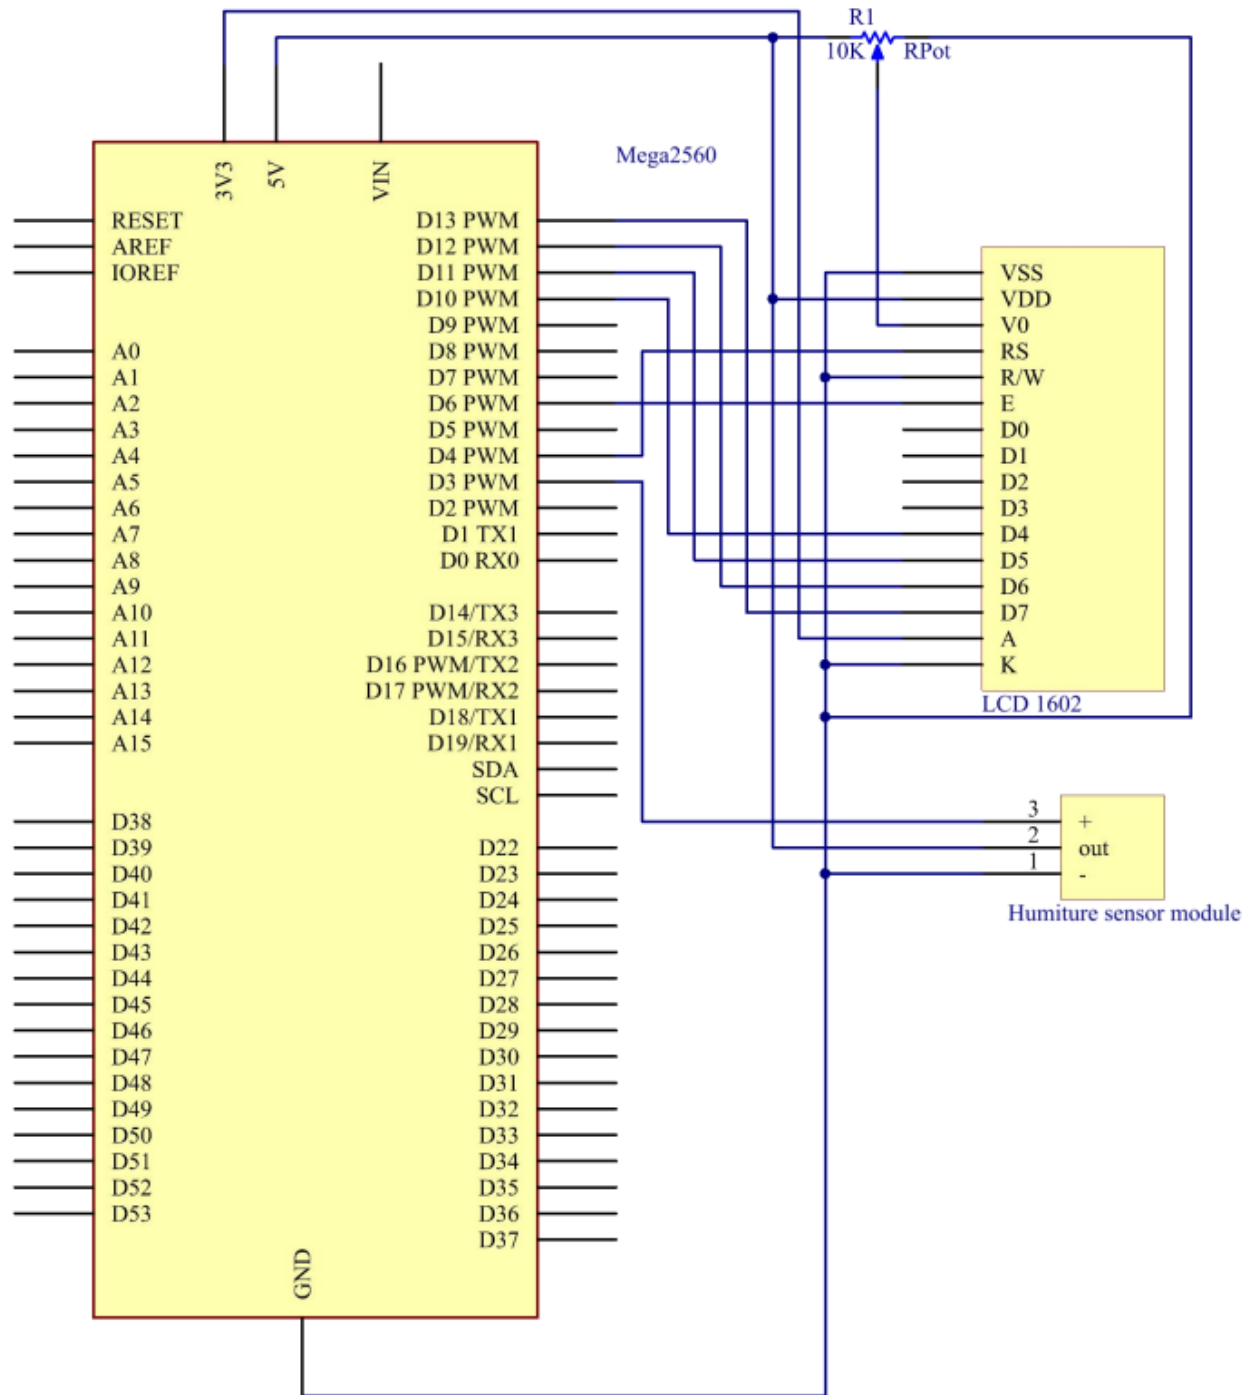 R1
10K RPot
Mega2560
3V3
5V
VIN
RESET
AREF
IOREF
A0
A1
A2
A3
A4
A5
A6
A7
A8
A9
A10
A11
A12
A13
A14
A15
D38
D39
D40
D41
D42
D43
D44
D45
D46
D47
D48
D49
D50
D51
D52
D53
D13 PWM
D12 PWM
D11 PWM
D10 PWM
D9 PWM
D8 PWM
D7 PWM
D6 PWM
D5 PWM
D4 PWM
D3 PWM
D2 PWM
D1 TX1
D0 RX0
D14/TX3
D15/RX3
D16 PWM/TX2
D17 PWM/RX2
D18/TX1
D19/RX1
SDA
SCL
D22
D23
D24
D25
D26
D27
D28
D29
D30
D31
D32
D33
D34
D35
D36
D37
GND
VSS
VDD
V0
RS
R/W
E
D0
D1
D2
D3
D4
D5
D6
D7
A
K
LCD 1602
3 +
2 out
1 -
Humiture sensor module